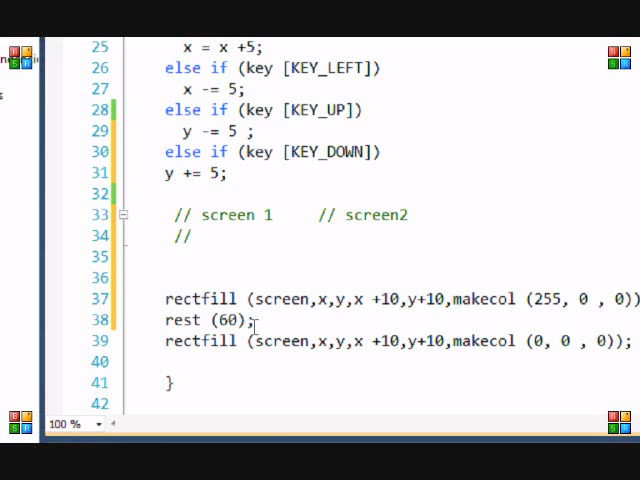 25 x = x +5;
26 else if (key [KEY_LEFT])
27 x -= 5;
28 else if (key [KEY_UP])
29 y -= 5 ;
30 else if (key [KEY_DOWN])
31 y += 5;
32
33 // screen 1 // screen2
34 //
35
36
37 rectfill (screen,x,y,x +10,y+10,makecol (255, 0 , 0))
38 rest (60);
39 rectfill (screen,x,y,x +10,y+10,makecol (0, 0 , 0));
40
41 }
42
100 %